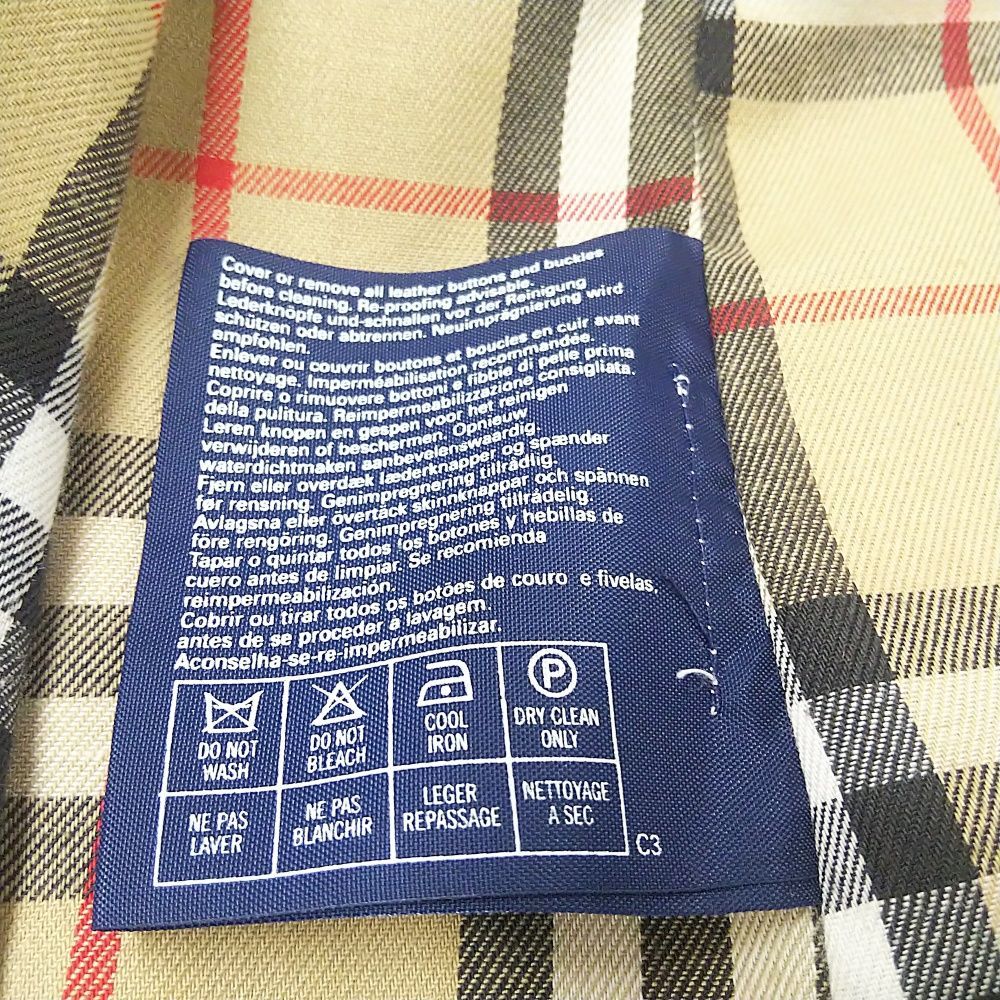 Cover or remove all leather buttons and buckles
before cleaning. Re-proofing advisable.
Lederknöpfe und-schnallen vor der Reinigung
schützen oder abtrennen. Neuimprägnierung wird
empfohlen.
Enlever ou couvrir boutons et boucles en cuir avant
nettoyage. Imperméabilisation recommandée.
Coprire o rimuovere bottoni e fibbie di pelle prima
della pulitura. Reimpermeabilizzazione consigliata.
Leren knopen en gespen voor het reinigen
verwijderen of beschermen. Opnieuw
waterdichtmaken aanbevelenswaardig.
Fjern eller overdæk læderknapper og spænder
før rensning. Genimpregnering tillrådlig.
Avlagsna eller övertäck skinnknappar och spännen
före rengöring. Genimpregnering tillrådelig.
Tapar o quintar todos los botones y hebillas de
cuero antes de limpiar. Se recomienda
reimpermeabilización.
Cobrir ou tirar todos os botões de couro e fivelas,
antes de se proceder á lavagem.
Aconselha-se-re-impermeabilizar.
P
DO NOT WASH
DO NOT BLEACH
COOL IRON
DRY CLEAN ONLY
NE PAS LAVER
NE PAS BLANCHIR
LEGER REPASSAGE
NETTOYAGE A SEC
C3